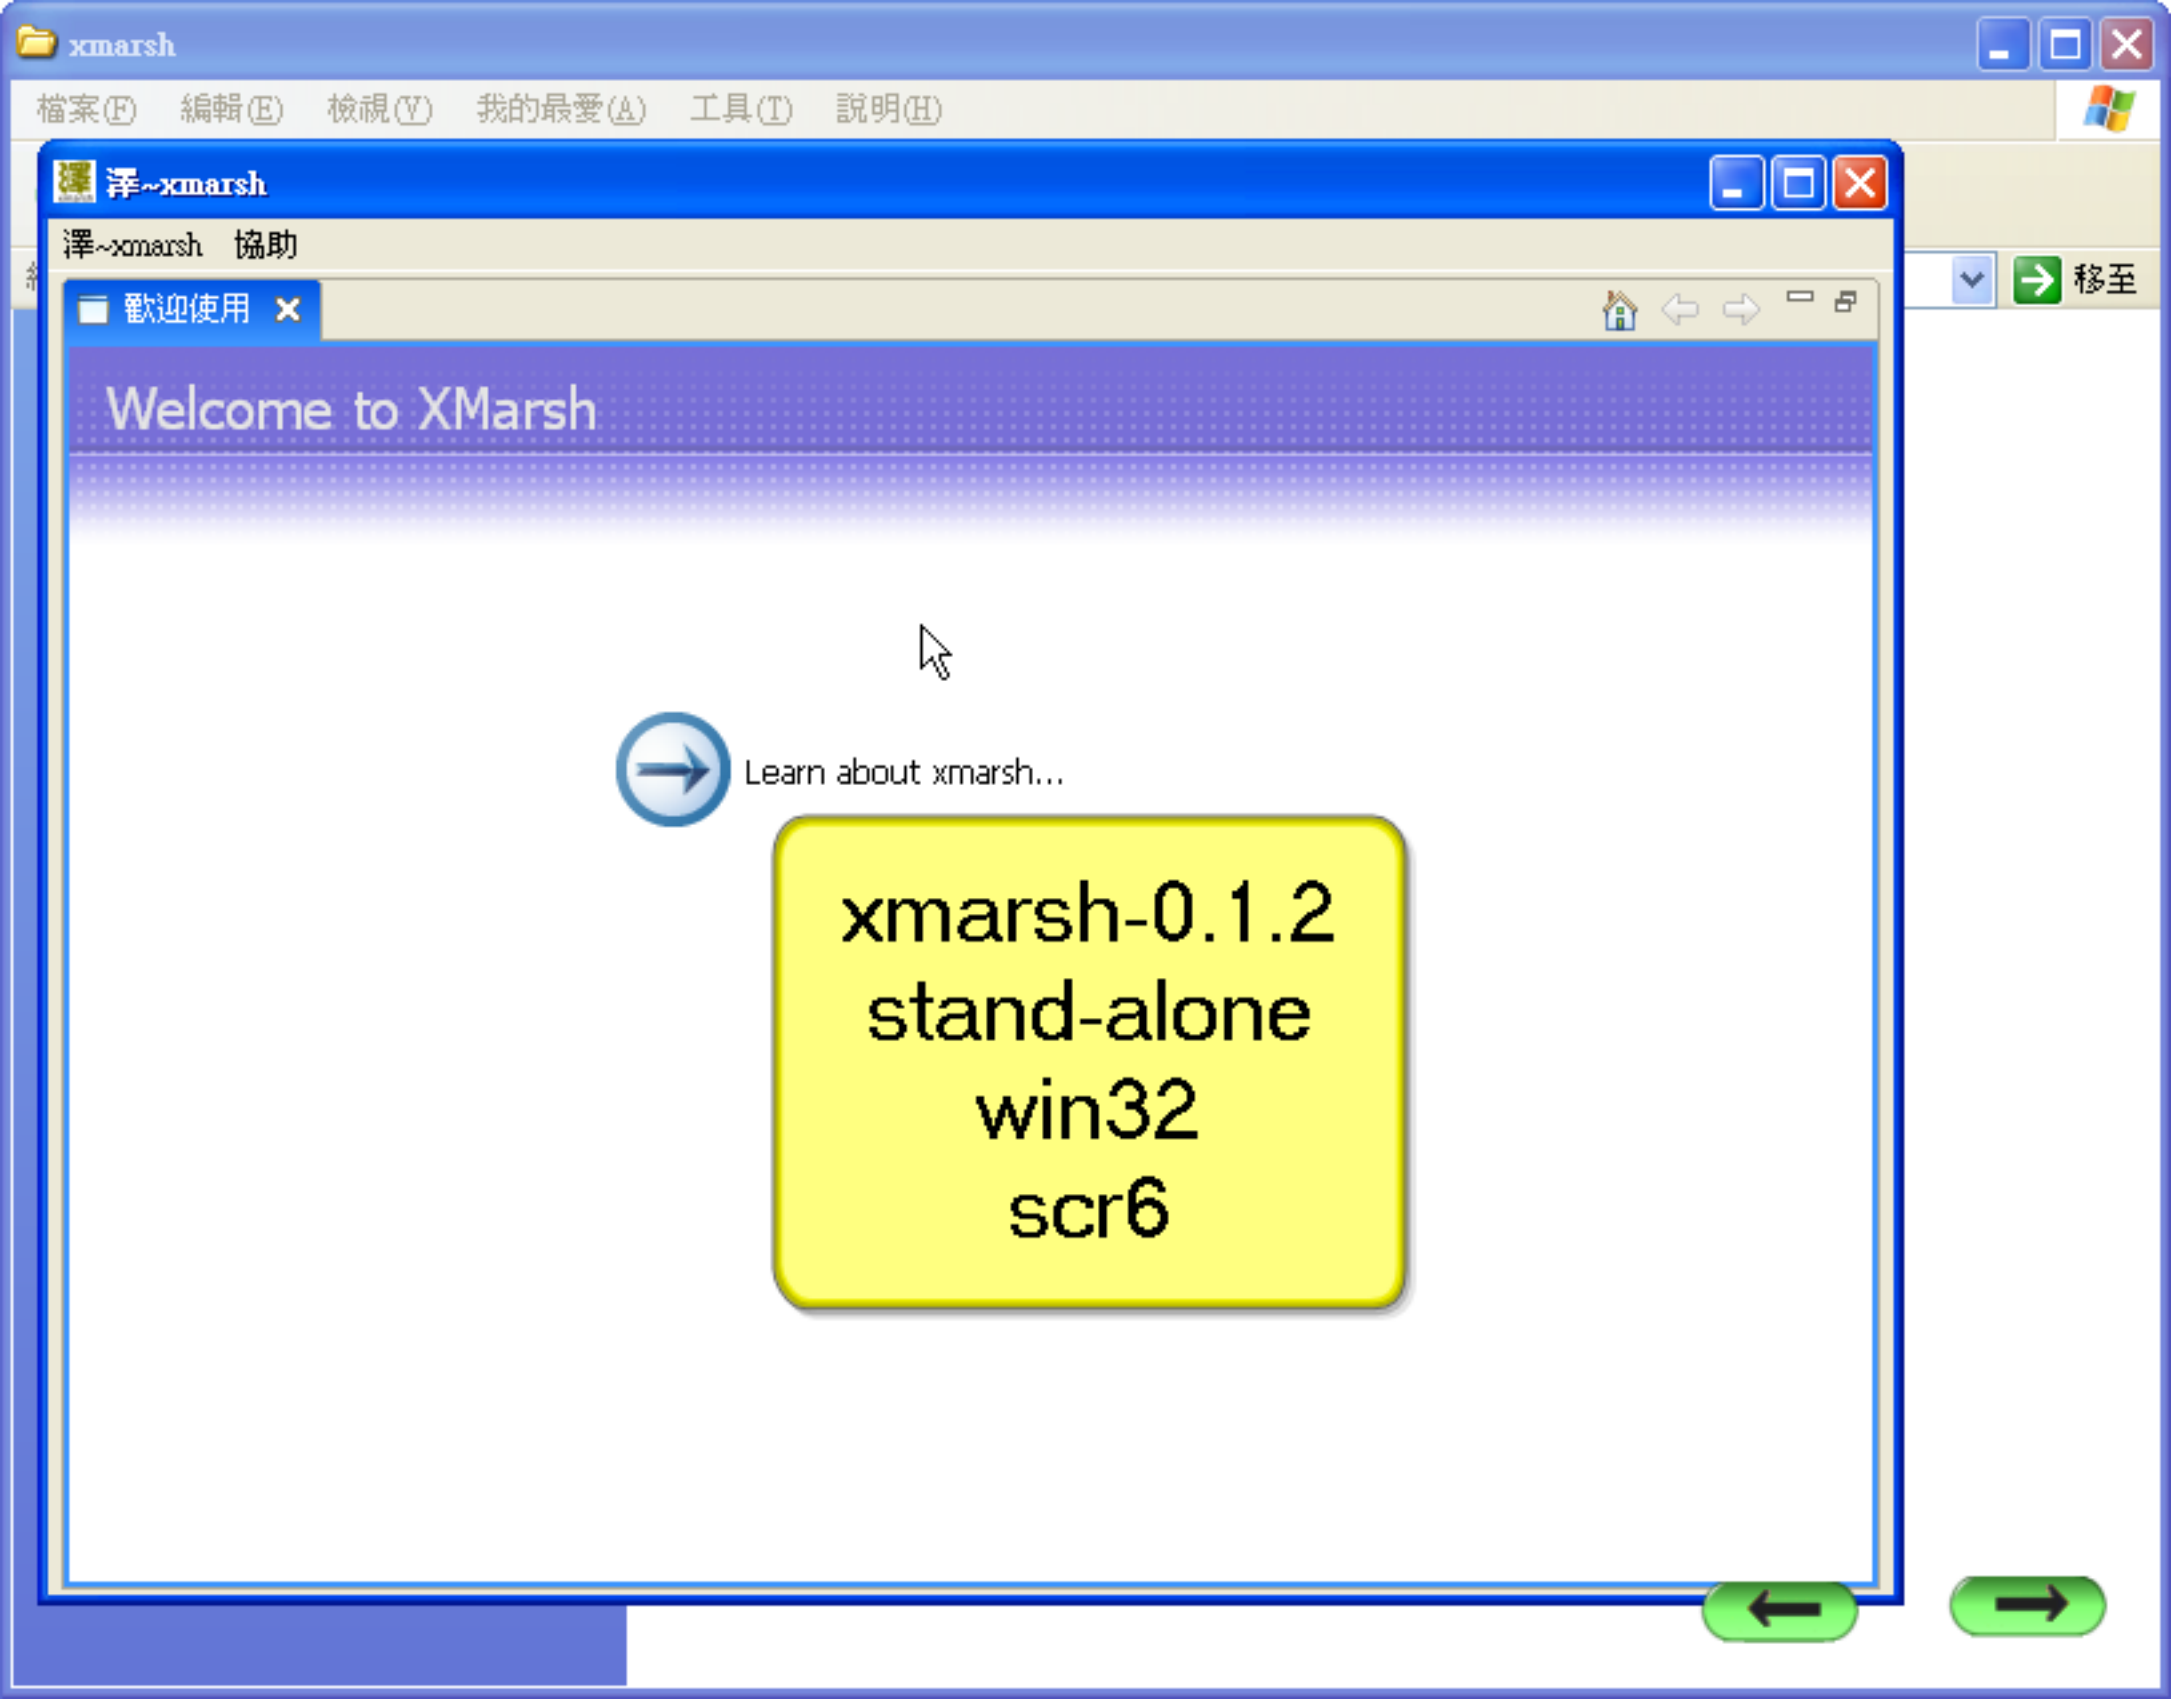 xmarsh
檔案(F) 編輯(E) 檢視(V) 我的最愛(A) 工具(T) 說明(H)
澤~xmarsh
澤~xmarsh 協助
移至
歡迎使用
Welcome to XMarsh
Learn about xmarsh...
xmarsh-0.1.2
stand-alone
win32
scr6